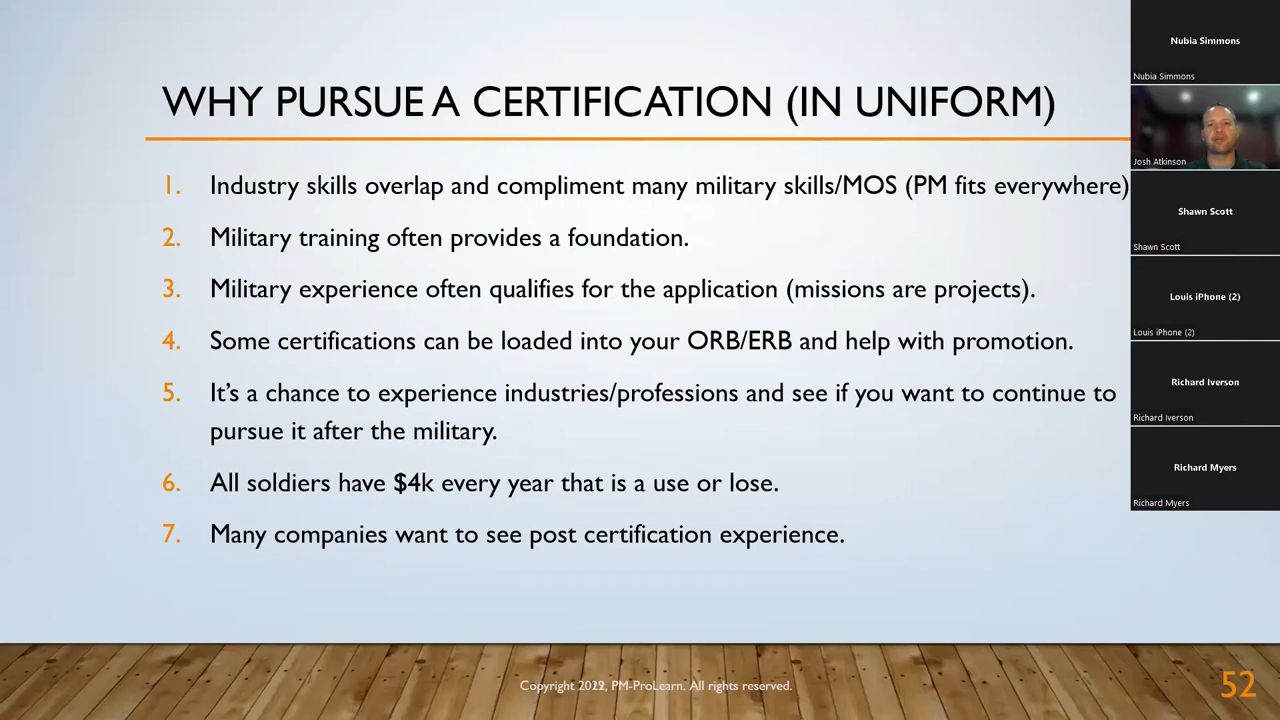 WHY PURSUE A CERTIFICATION (IN UNIFORM)
1. Industry skills overlap and compliment many military skills/MOS (PM fits everywhere)
2. Military training often provides a foundation.
3. Military experience often qualifies for the application (missions are projects).
4. Some certifications can be loaded into your ORB/ERB and help with promotion.
5. It's a chance to experience industries/professions and see if you want to continue to
pursue it after the military.
6. All soldiers have $4k every year that is a use or lose.
7. Many companies want to see post certification experience.
Copyright PM-ProLearn. All rights reserved.
52
Nubia Simmons
Nubia Simmons
Josh Atkinson
Shawn Scott
Shawn Scott
Louis iPhone (2)
Louis iPhone (2)
Richard Iverson
Richard Iverson
Richard Myers
Richard Myers